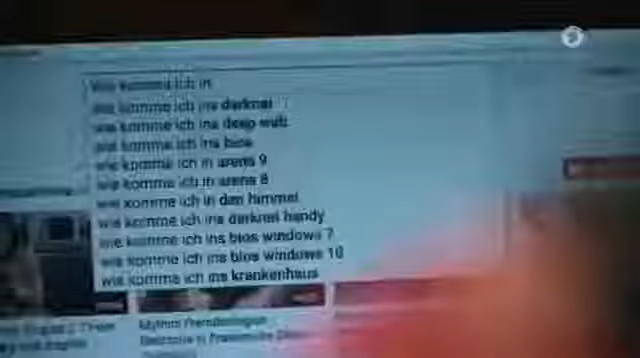 Wie komme ich in
wie komme ich ins darknet
wie komme ich ins deep web
wie komme ich ins bios
wie komme ich in arena 9
wie komme ich in arena 8
wie komme ich in den himmel
wie komme ich ins darknet handy
wie komme ich ins bios windows 7
wie komme ich ins bios windows 10
wie komme ich ins krankenhaus
Mythos Fremdenlegion